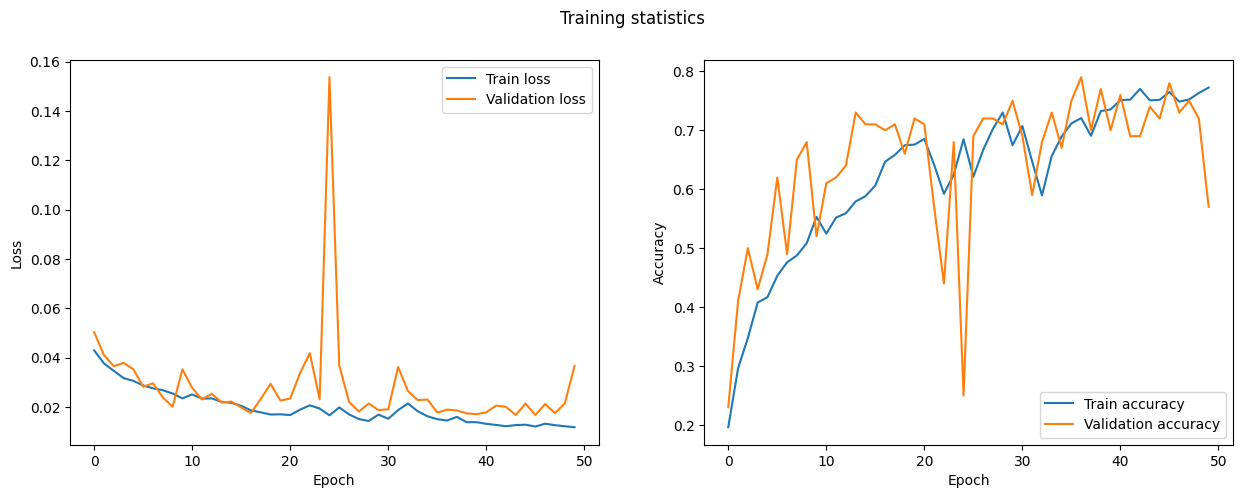 Training statistics
0.16
0.14
0.12
0.10
0.08
0.06
0.04
0.02
Loss
0 10 20 30 40 50
Epoch
Train loss
Validation loss
0.8
0.7
0.6
0.5
0.4
0.3
0.2
Accuracy
0 10 20 30 40 50
Epoch
Train accuracy
Validation accuracy